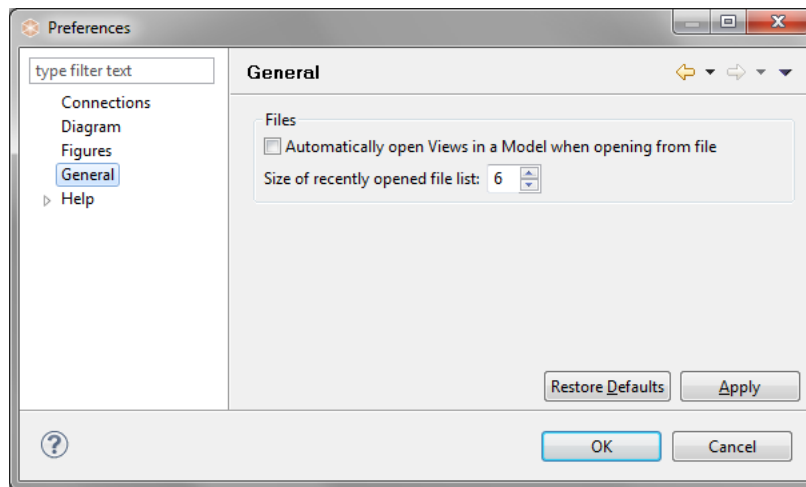 Preferences
type filter text
Connections
Diagram
Figures
General
Help
General
Files
Automatically open Views in a Model when opening from file
Size of recently opened file list: 6
Restore Defaults Apply
? OK Cancel